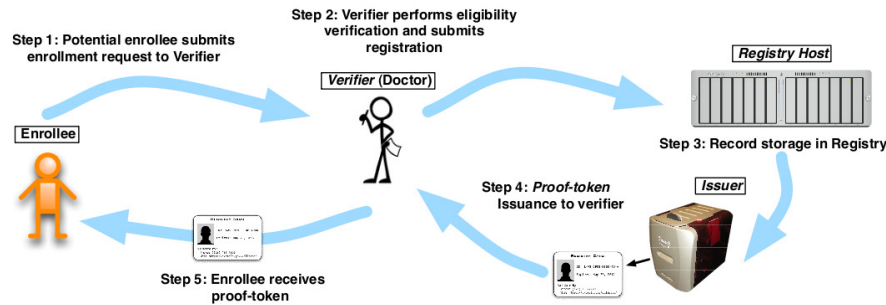 Step 1: Potential enrollee submits
enrollment request to Verifier
Step 2: Verifier performs eligibility
verification and submits
registration
Verifier (Doctor)
Registry Host
Enrollee
Step 3: Record storage in Registry
Step 4: Proof-token
Issuance to verifier
Issuer
Step 5: Enrollee receives
proof-token